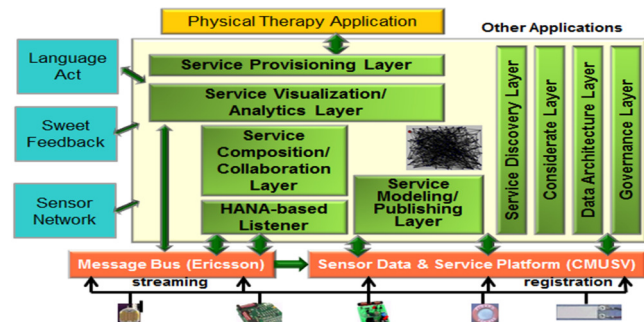 Physical Therapy Application
Other Applications
Language
Act
Sweet
Feedback
Sensor
Network
Service Provisioning Layer
Service Visualization/
Analytics Layer
Service
Composition/
Collaboration
Layer
HANA-based
Listener
Service
Modeling/
Publishing
Layer
Service Discovery Layer
Considerate Layer
Data Architecture Layer
Governance Layer
Message Bus (Ericsson)
Sensor Data & Service Platform (CMUSV)
streaming
registration